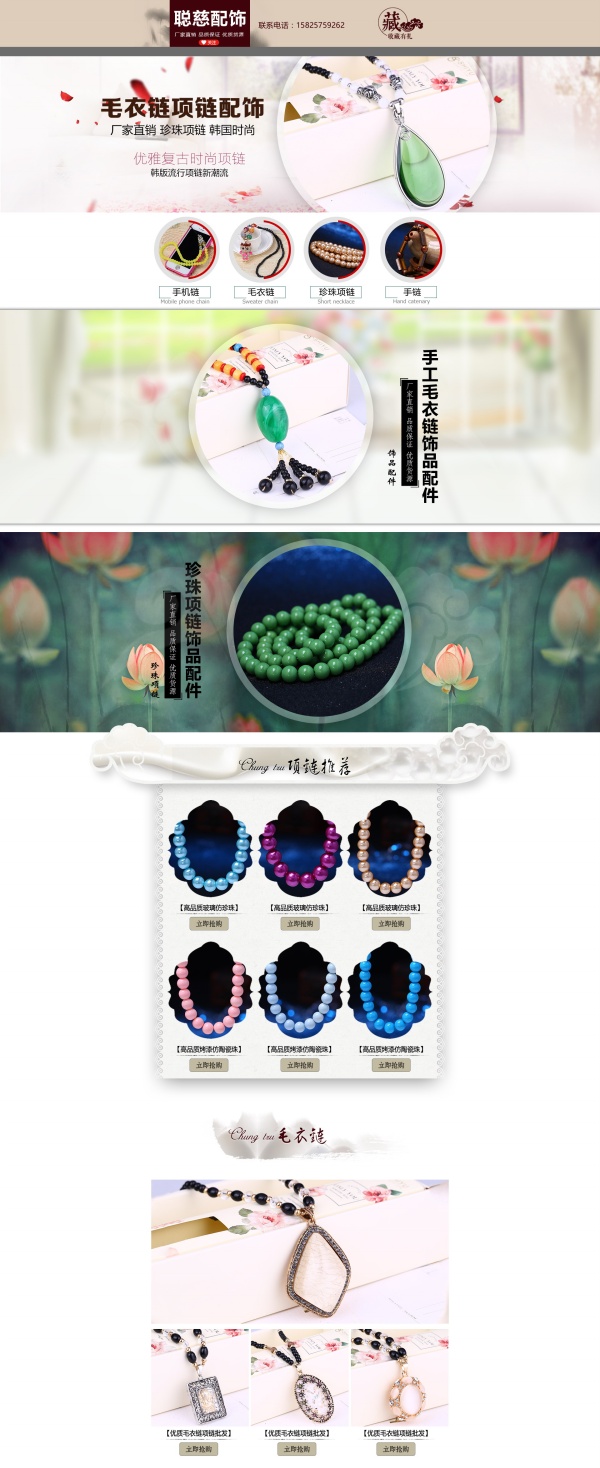 聪慈配饰
厂家直销 品质保证 优质货源
关注
联系电话：15825759262
藏
收藏有礼
毛衣链项链配饰
厂家直销 珍珠项链 韩国时尚
优雅复古时尚项链
韩版流行项链新潮流
手机链
Mobile phone chain
毛衣链
Sweater chain
珍珠项链
Short necklace
手链
Hand catenary
手工毛衣链饰品配件
厂家直销 品质保证 优质货源
饰品配件
珍珠项链饰品配件
厂家直销 品质保证 优质货源
珍珠项链
Chung tzu 项链推荐
【高品质玻璃仿珍珠】
立即抢购
【高品质玻璃仿珍珠】
立即抢购
【高品质玻璃仿珍珠】
立即抢购
【高品质烤漆仿陶瓷珠】
立即抢购
【高品质烤漆仿陶瓷珠】
立即抢购
【高品质烤漆仿陶瓷珠】
立即抢购
Chung tzu 毛衣链
【优质毛衣链项链批发】
立即抢购
【优质毛衣链项链批发】
立即抢购
【优质毛衣链项链批发】
立即抢购